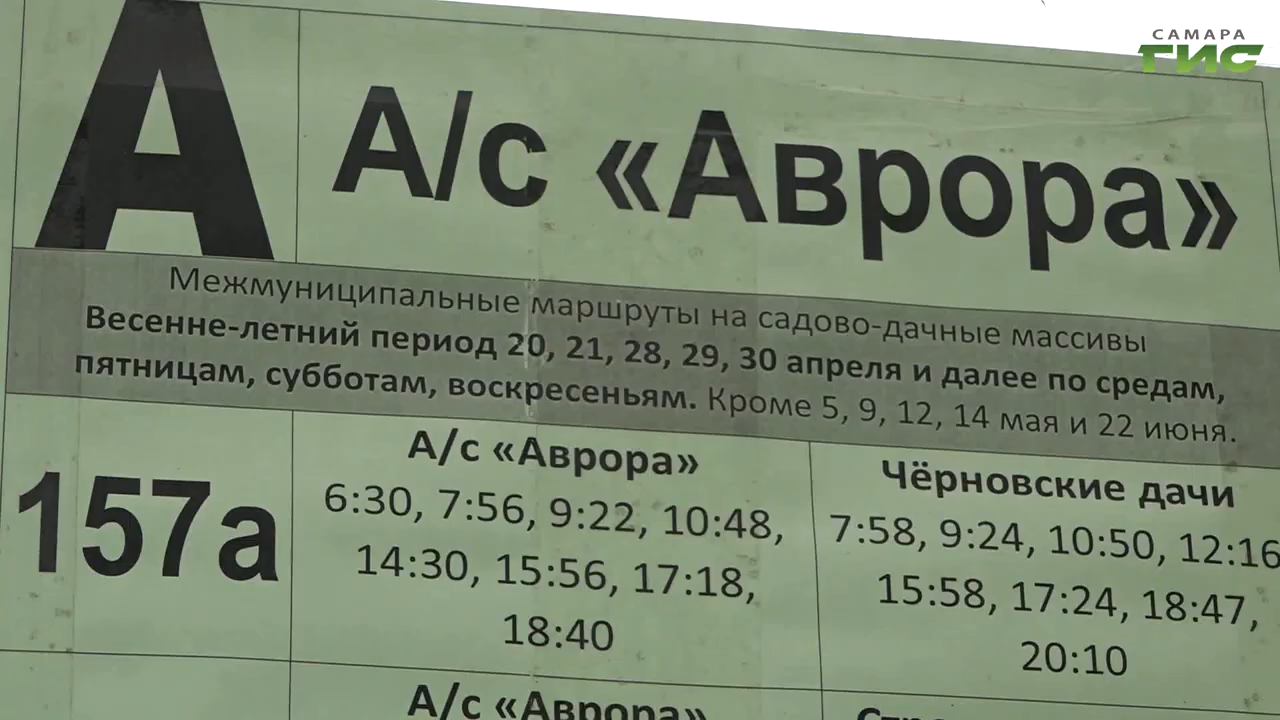 САМАРА
ГИС
А
А/с «Аврора»
Межмуниципальные маршруты на садово-дачные массивы
Весенне-летний период 20, 21, 28, 29, 30 апреля и далее по средам,
пятницам, субботам, воскресеньям. Кроме 5, 9, 12, 14 мая и 22 июня.
157а
А/с «Аврора»
6:30, 7:56, 9:22, 10:48,
14:30, 15:56, 17:18,
18:40
Чёрновские дачи
7:58, 9:24, 10:50, 12:16
15:58, 17:24, 18:47,
20:10
А/с «Аврора»